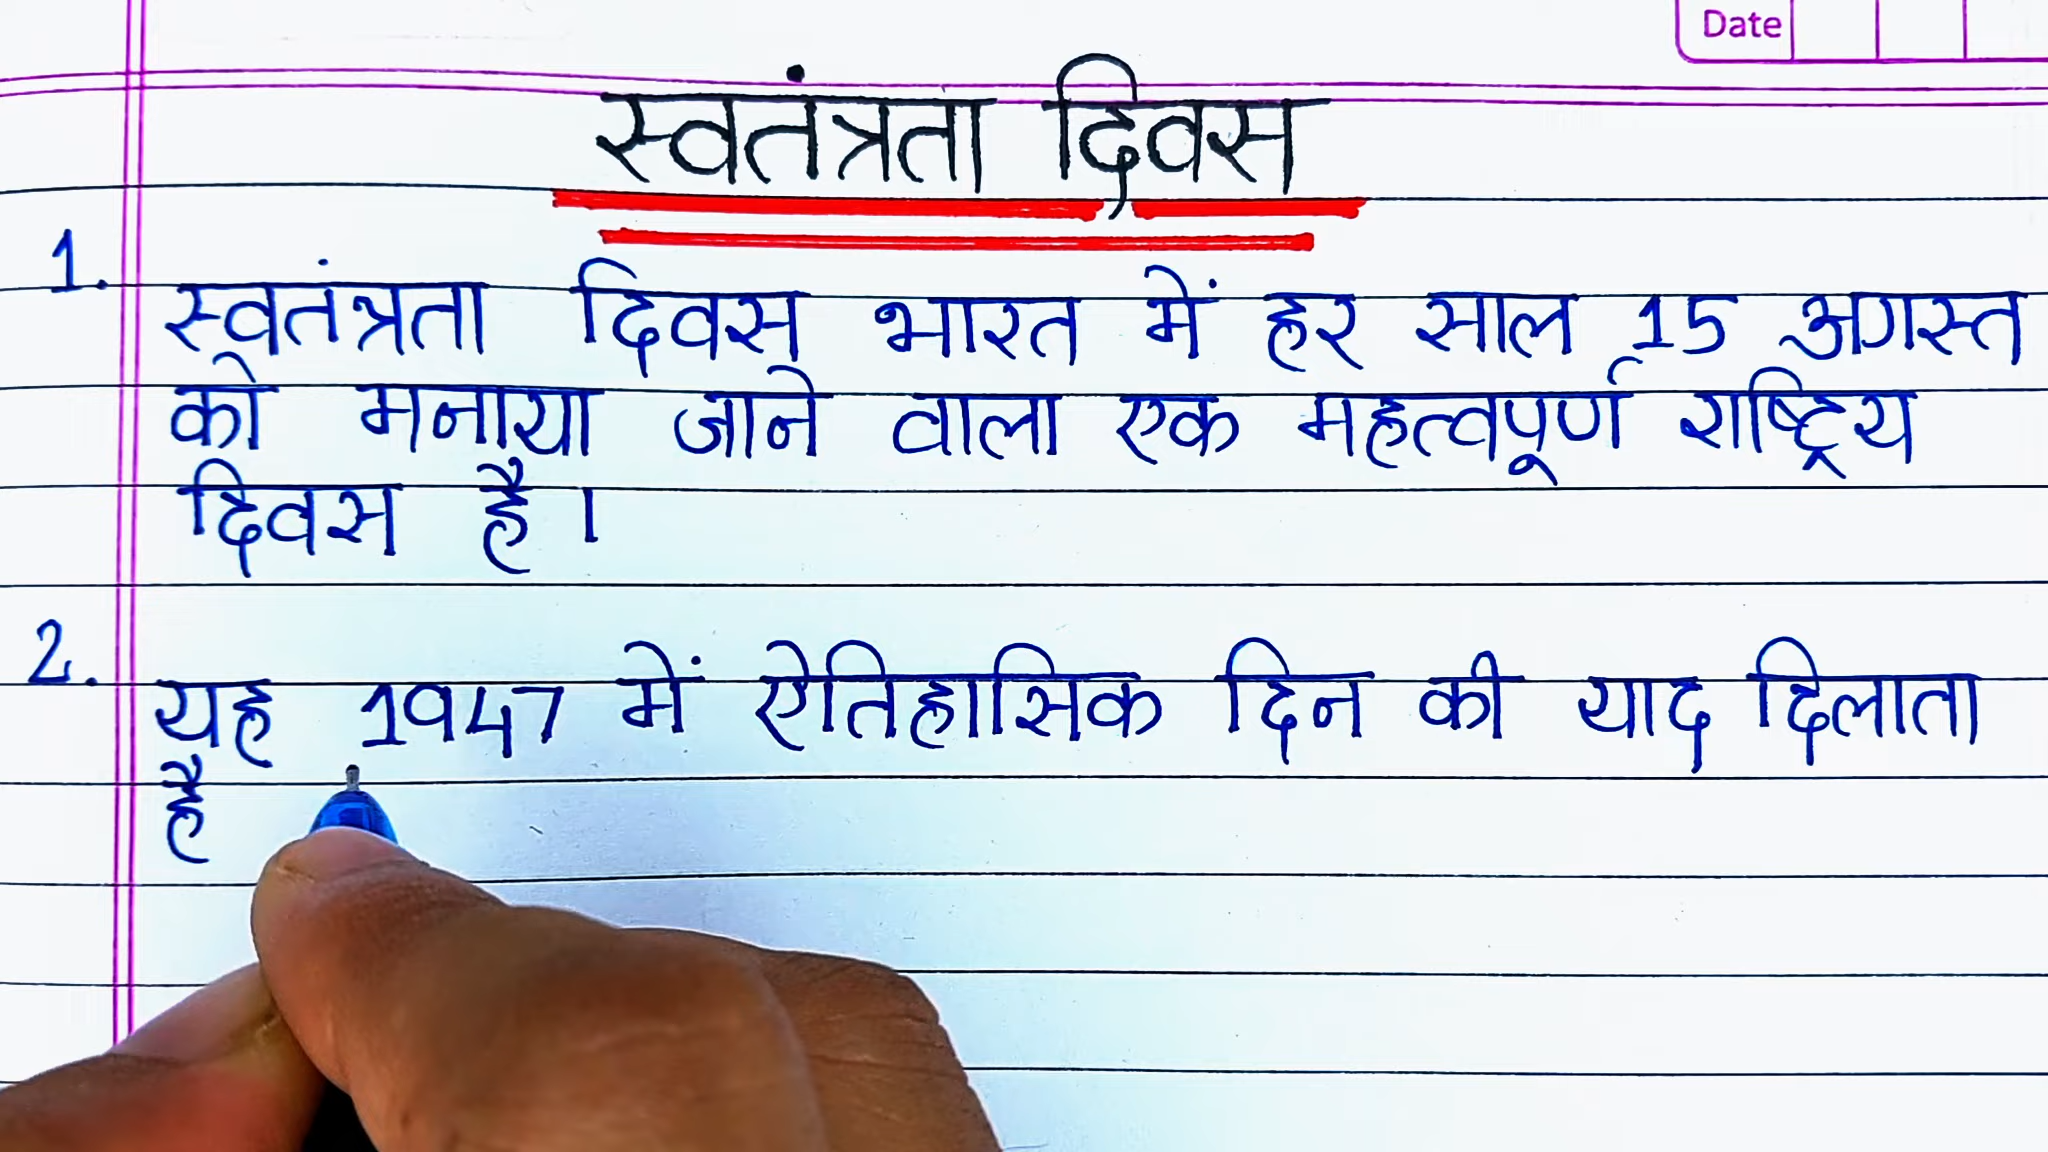 Date
स्वतंत्रता दिवस
1.
स्वतंत्रता दिवस भारत में हर साल 15 अगस्त
को मनाया जाने वाला एक महत्वपूर्ण राष्ट्रिय
दिवस है।
2.
यह 1947 में ऐतिहासिक दिन की याद दिलाता
है